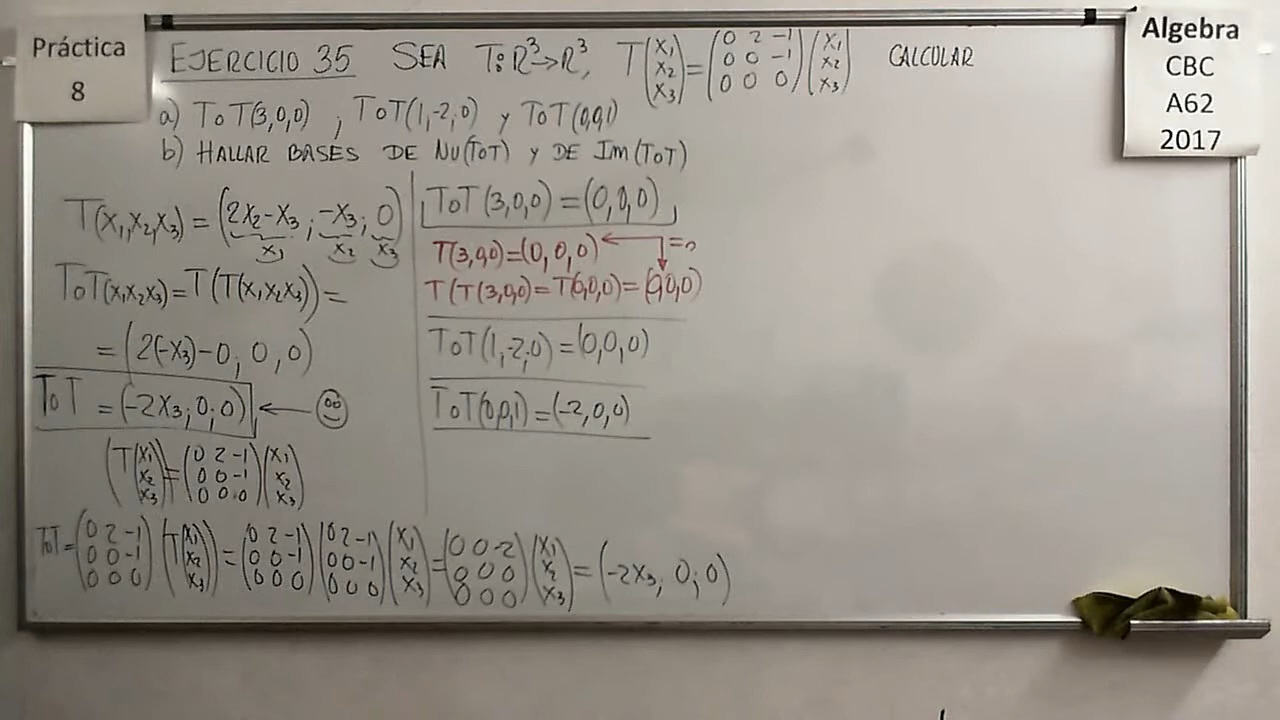 Práctica
8
Algebra
CBC
A62
2017
EJERCICIO 35 SEA T:R³→R³, T(x₁ x₂ x₃) = (0 2 -1 / 0 0 -1 / 0 0 0)(x₁ x₂ x₃) CALCULAR
a) ToT(3,0,0) , ToT(1,-2,0) y ToT(0,0,1)
b) HALLAR BASES DE Nu(ToT) y DE Im(ToT)
T(x₁,x₂,x₃) = (2x₂-x₃ ; -x₃ ; 0)
x₁ x₂ x₃
ToT(x₁x₂x₃) = T(T(x₁x₂x₃)) =
= (2(-x₃)-0; 0, 0)
ToT = (-2x₃; 0; 0) ←
(T(x₁ x₂ x₃) = (0 2 -1 / 0 0 -1 / 0 0 0)(x₁ x₂ x₃)
ToT = (0 2 -1 / 0 0 -1 / 0 0 0)(T(x₁ x₂ x₃)) = (0 2 -1 / 0 0 -1 / 0 0 0)(0 2 -1 / 0 0 -1 / 0 0 0)(x₁ x₂ x₃) = (0 0 -2 / 0 0 0 / 0 0 0)(x₁ x₂ x₃) = (-2x₃, 0; 0)
ToT(3,0,0) = (0,0,0)
T(3,0,0) = (0,0,0)
T(T(3,0,0) = T(0,0,0) = (0,0,0)
ToT(1,-2,0) = (0,0,0)
ToT(0,0,1) = (-2,0,0)